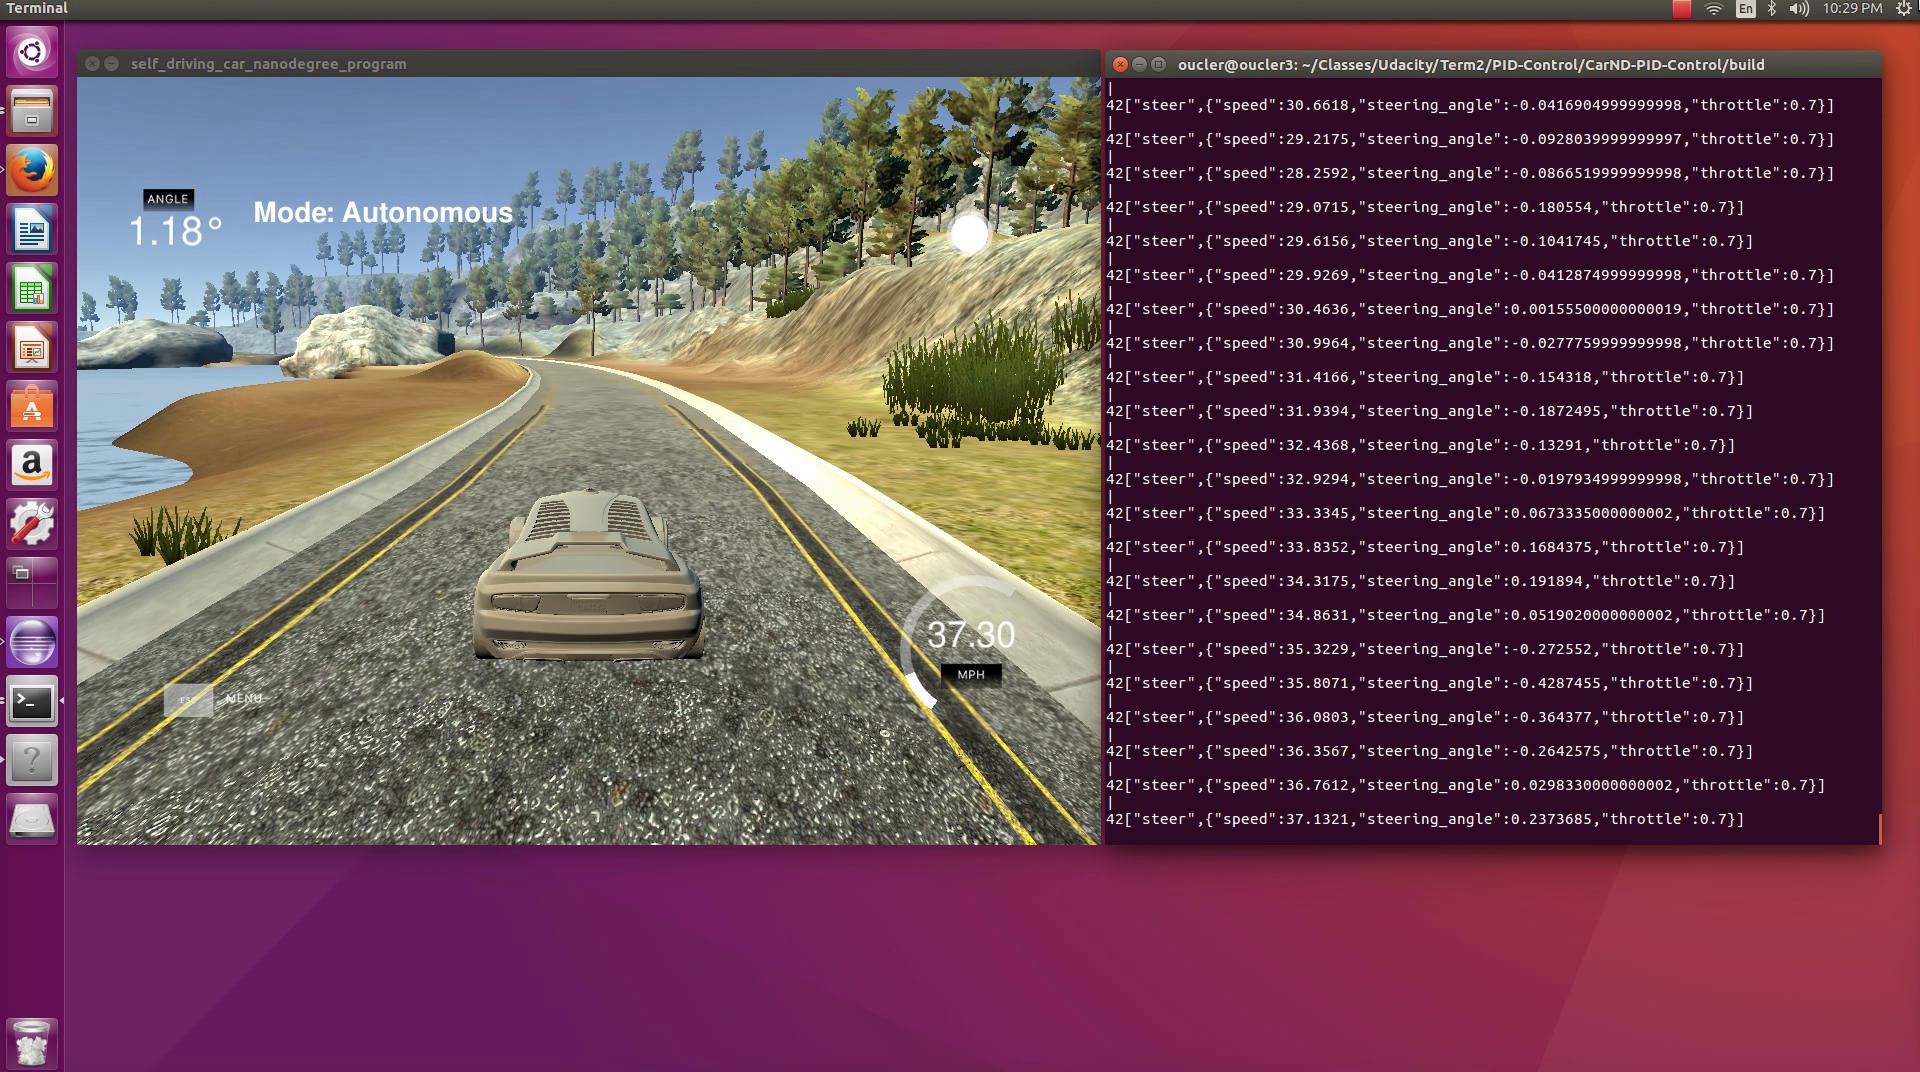 Terminal
En
10:29 PM
self_driving_car_nanodegree_program
ANGLE
1.18°
Mode: Autonomous
37.30
MPH
ESC
MENU
oucler@oucler3: ~/Classes/Udacity/Term2/PID-Control/CarND-PID-Control/build
|
42["steer",{"speed":30.6618,"steering_angle":-0.0416904999999998,"throttle":0.7}]
|
42["steer",{"speed":29.2175,"steering_angle":-0.0928039999999997,"throttle":0.7}]
|
42["steer",{"speed":28.2592,"steering_angle":-0.0866519999999998,"throttle":0.7}]
|
42["steer",{"speed":29.0715,"steering_angle":-0.180554,"throttle":0.7}]
|
42["steer",{"speed":29.6156,"steering_angle":-0.1041745,"throttle":0.7}]
|
42["steer",{"speed":29.9269,"steering_angle":-0.0412874999999998,"throttle":0.7}]
|
42["steer",{"speed":30.4636,"steering_angle":0.00155500000000019,"throttle":0.7}]
|
42["steer",{"speed":30.9964,"steering_angle":-0.0277759999999998,"throttle":0.7}]
|
42["steer",{"speed":31.4166,"steering_angle":-0.154318,"throttle":0.7}]
|
42["steer",{"speed":31.9394,"steering_angle":-0.1872495,"throttle":0.7}]
|
42["steer",{"speed":32.4368,"steering_angle":-0.13291,"throttle":0.7}]
|
42["steer",{"speed":32.9294,"steering_angle":-0.0197934999999998,"throttle":0.7}]
|
42["steer",{"speed":33.3345,"steering_angle":0.0673335000000002,"throttle":0.7}]
|
42["steer",{"speed":33.8352,"steering_angle":0.1684375,"throttle":0.7}]
|
42["steer",{"speed":34.3175,"steering_angle":0.191894,"throttle":0.7}]
|
42["steer",{"speed":34.8631,"steering_angle":0.0519020000000002,"throttle":0.7}]
|
42["steer",{"speed":35.3229,"steering_angle":-0.272552,"throttle":0.7}]
|
42["steer",{"speed":35.8071,"steering_angle":-0.4287455,"throttle":0.7}]
|
42["steer",{"speed":36.0803,"steering_angle":-0.364377,"throttle":0.7}]
|
42["steer",{"speed":36.3567,"steering_angle":-0.2642575,"throttle":0.7}]
|
42["steer",{"speed":36.7612,"steering_angle":0.0298330000000002,"throttle":0.7}]
|
42["steer",{"speed":37.1321,"steering_angle":0.2373685,"throttle":0.7}]